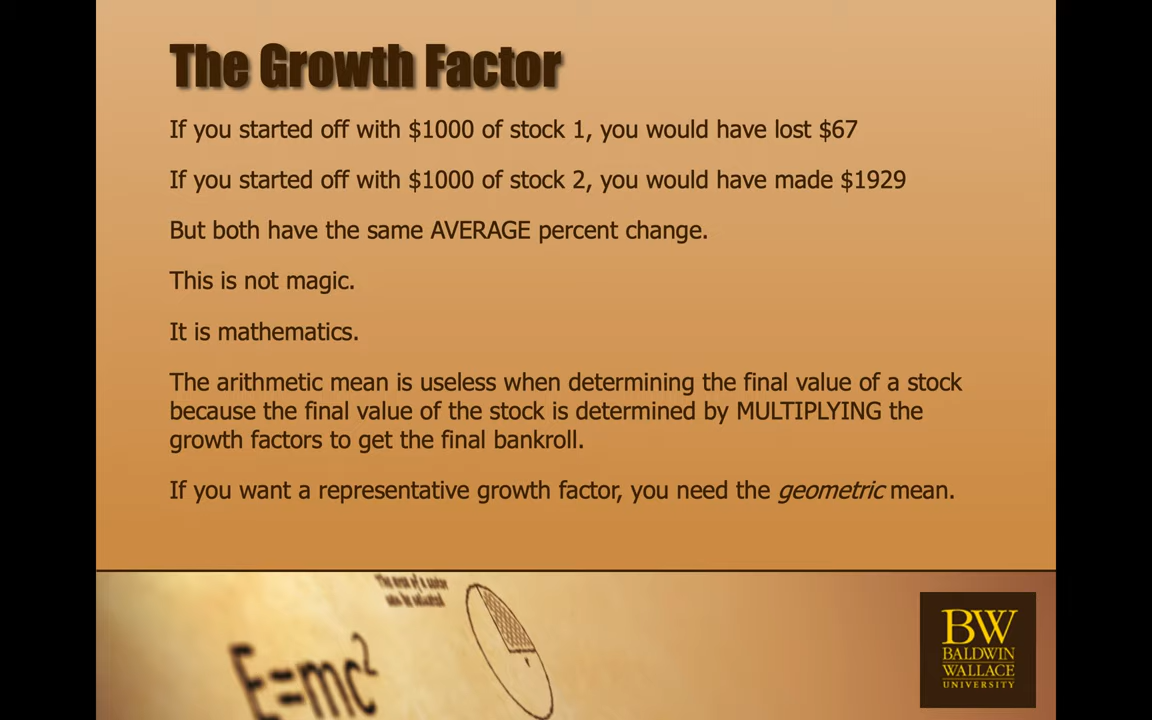 The Growth Factor
If you started off with $1000 of stock 1, you would have lost $67
If you started off with $1000 of stock 2, you would have made $1929
But both have the same AVERAGE percent change.
This is not magic.
It is mathematics.
The arithmetic mean is useless when determining the final value of a stock
because the final value of the stock is determined by MULTIPLYING the
growth factors to get the final bankroll.
If you want a representative growth factor, you need the geometric mean.
The area of a
E=mc²
BW
BALDWIN
WALLACE
UNIVERSITY